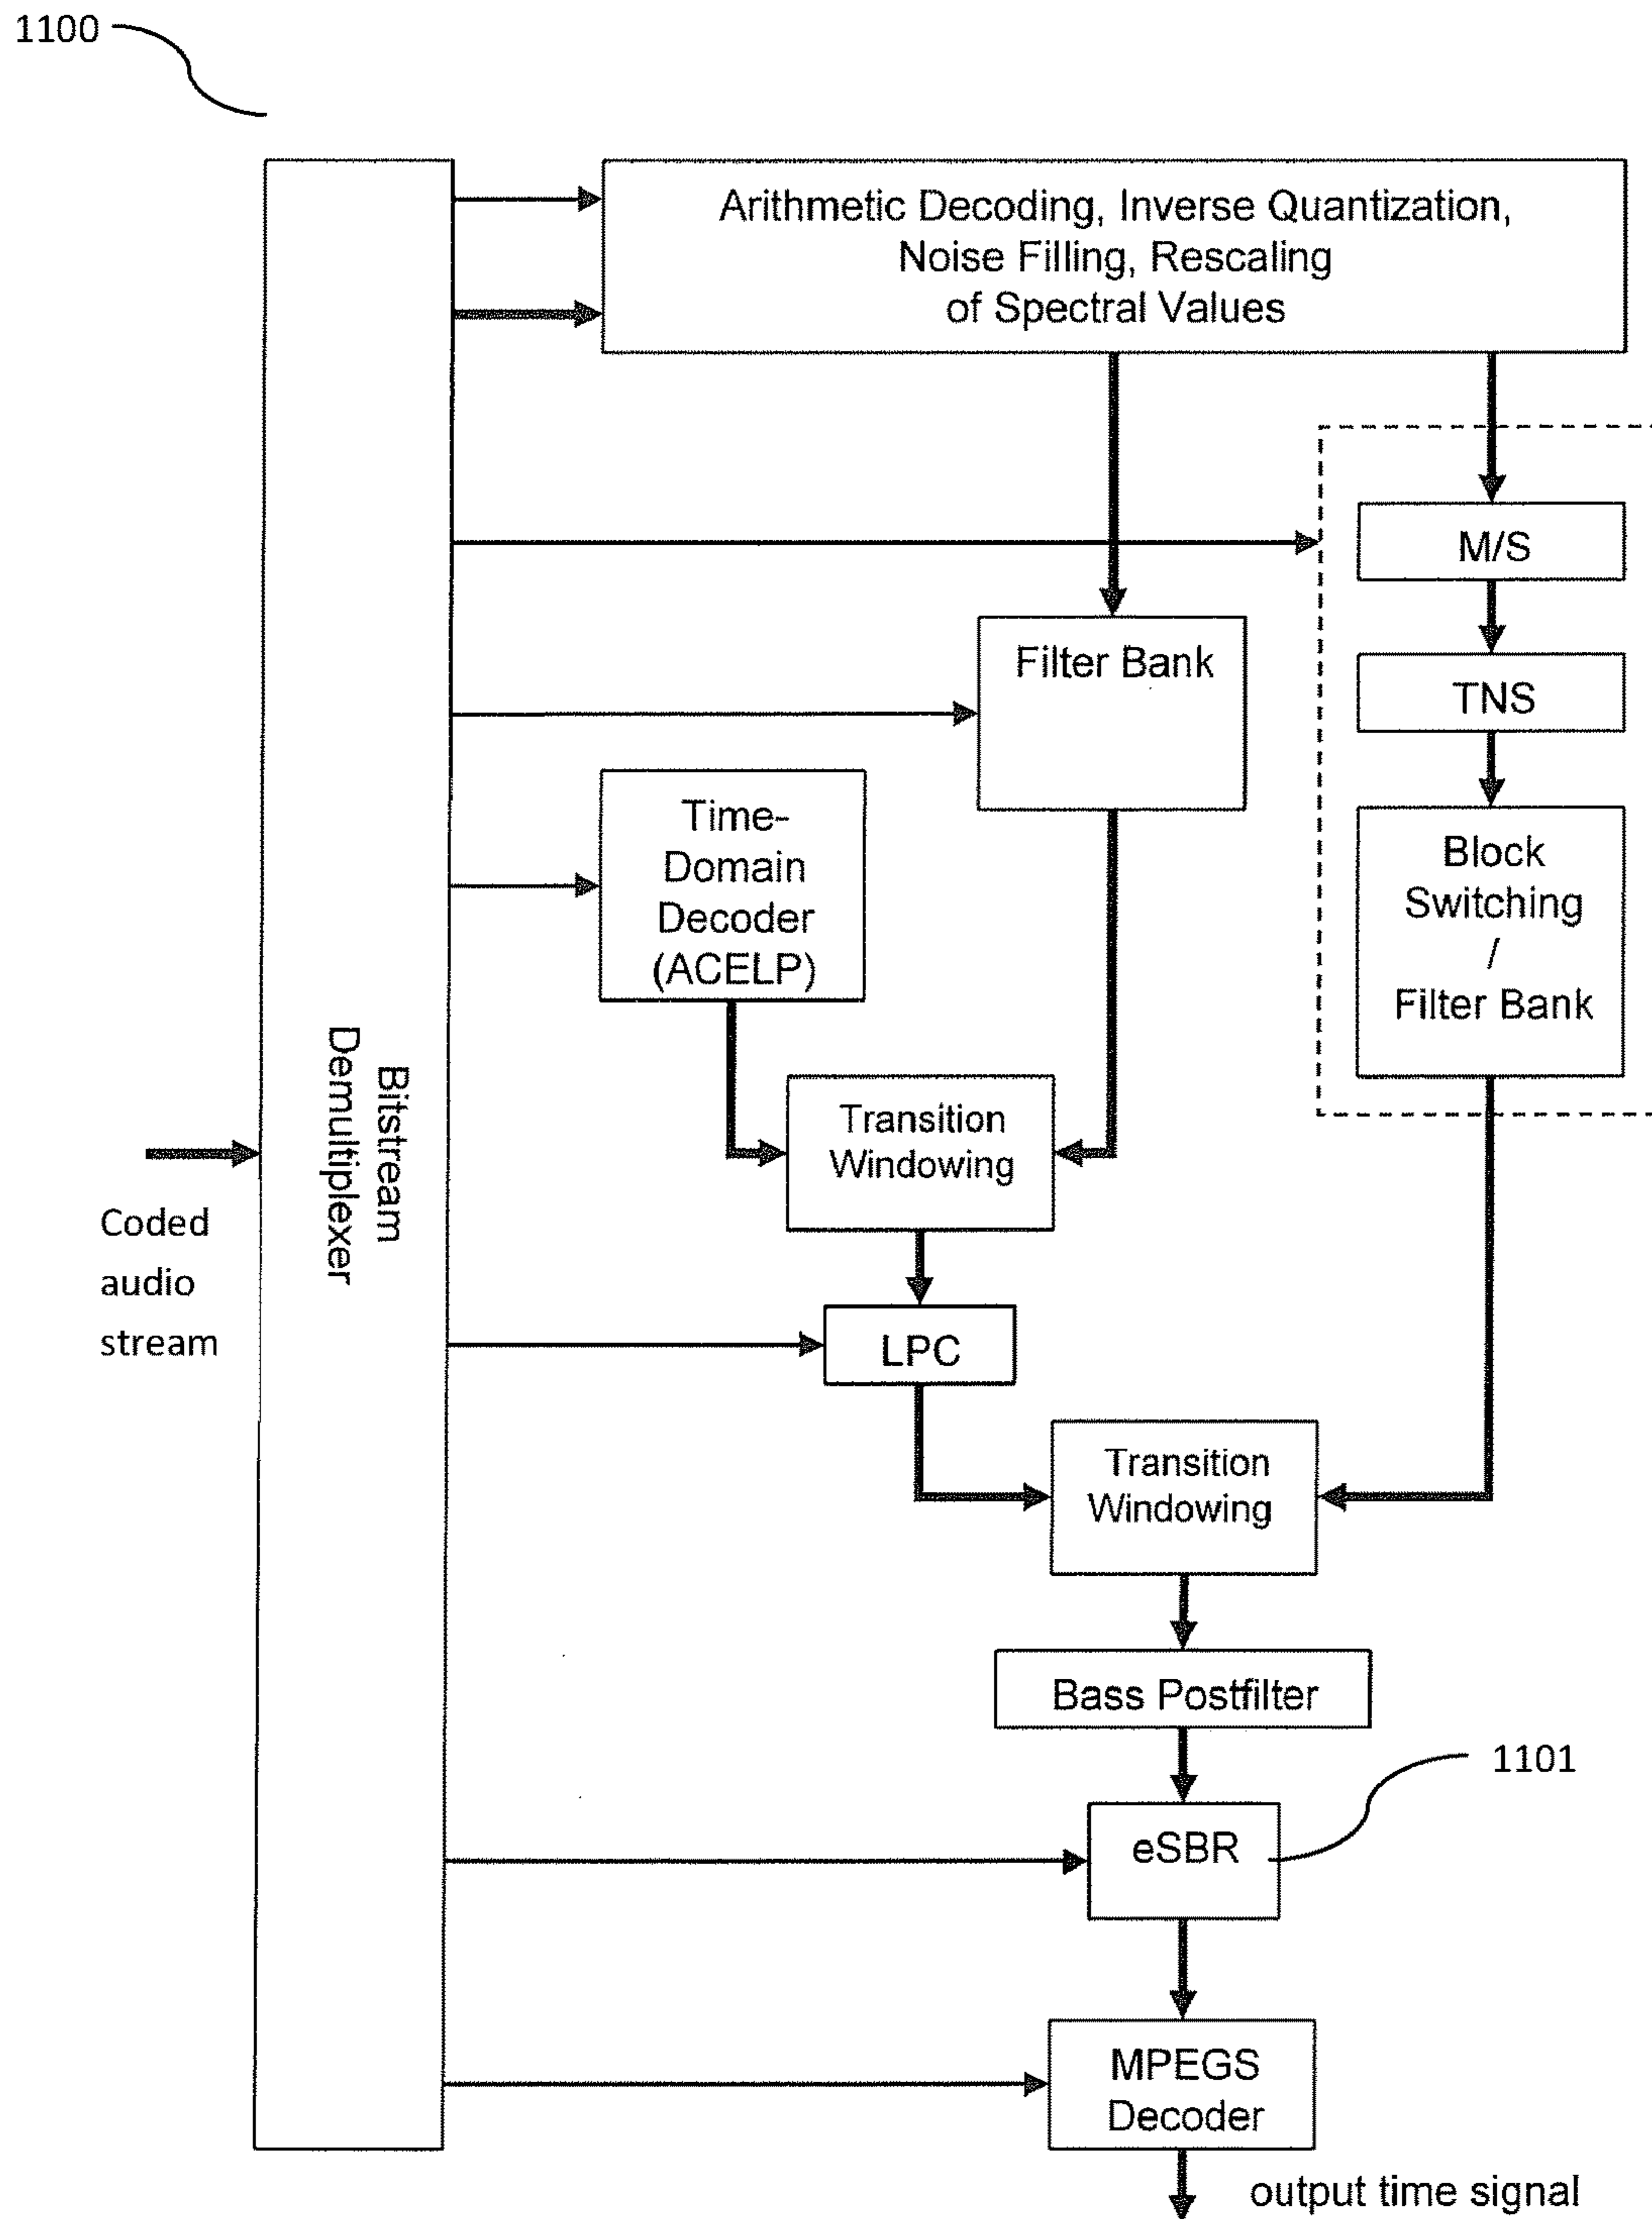 1100
Arithmetic Decoding, Inverse Quantization,
Noise Filling, Rescaling
of Spectral Values
M/S
Filter Bank
TNS
Time-
Domain
Decoder
(ACELP)
Block
Switching
/
Filter Bank
Bitstream
Demultiplexer
Transition
Windowing
Coded
audio
stream
LPC
Transition
Windowing
Bass Postfilter
1101
eSBR
MPEGS
Decoder
output time signal